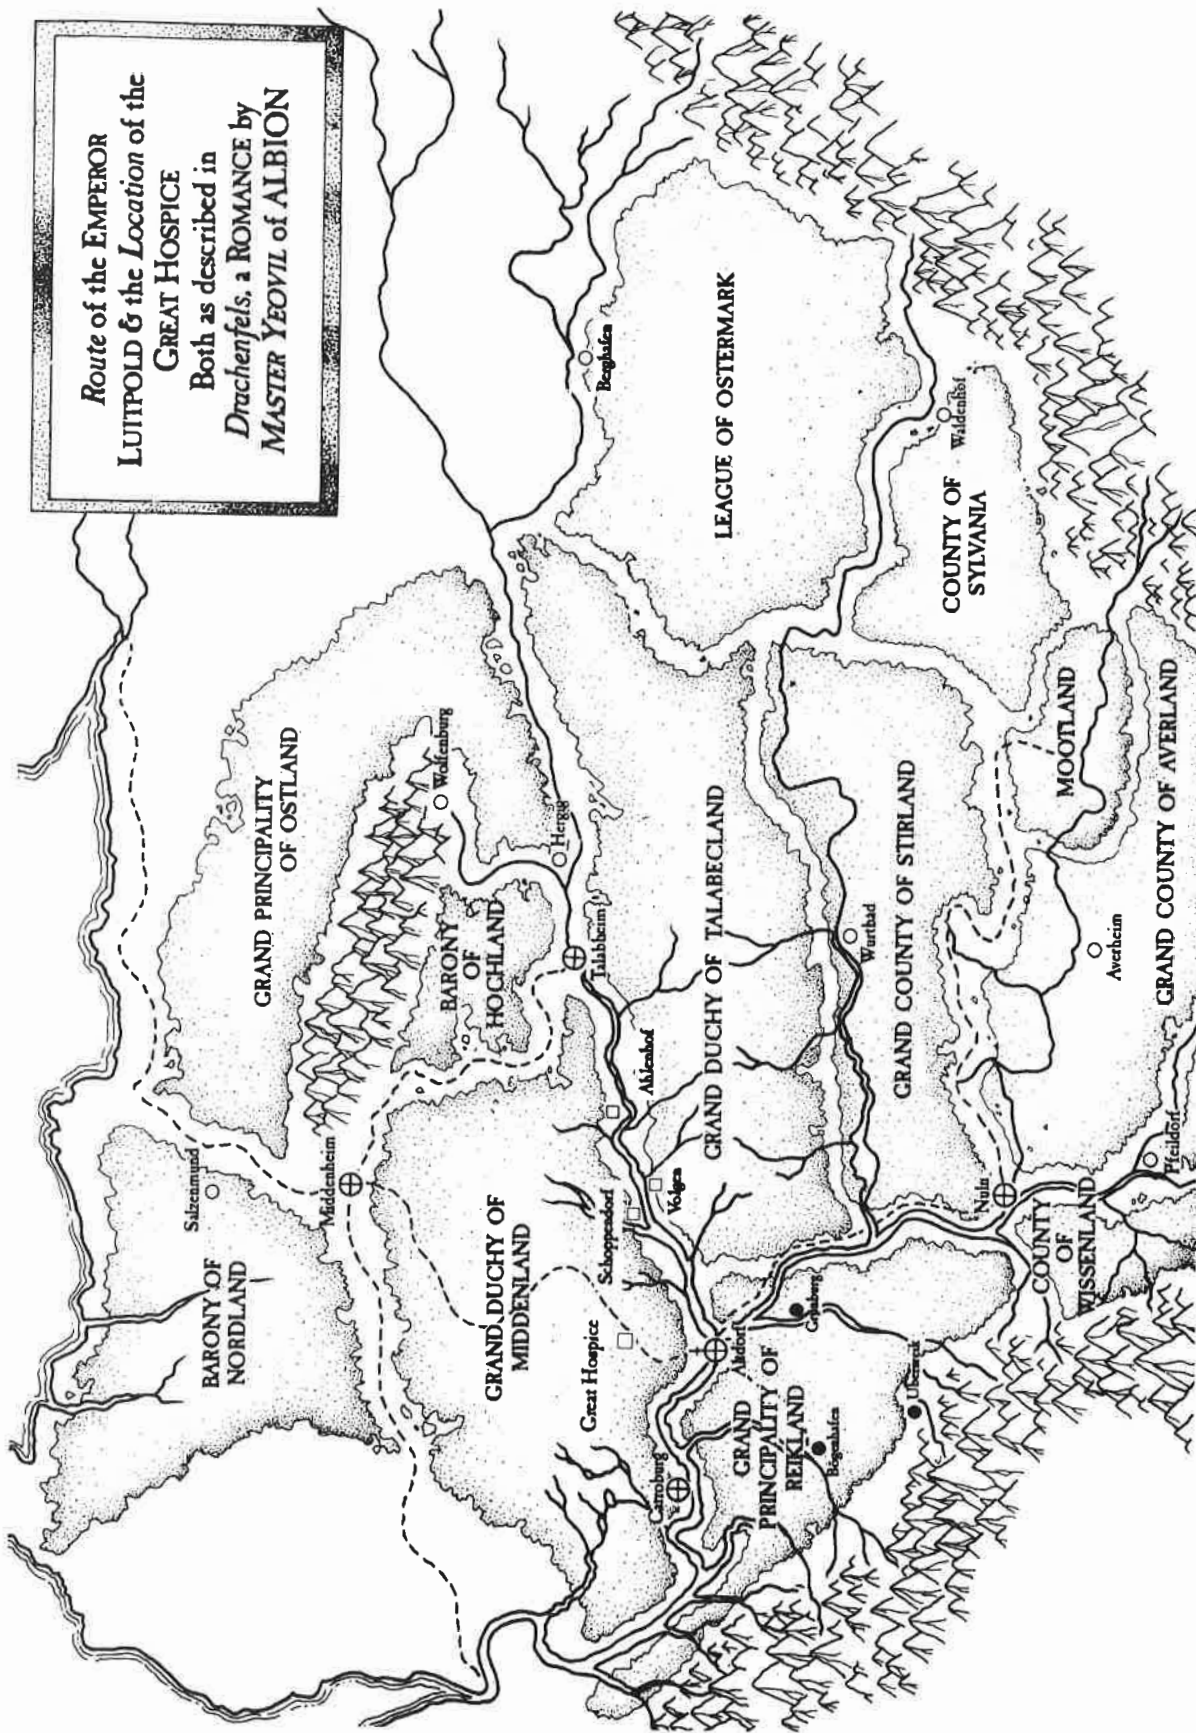 Route of the EMPEROR
LUITPOLD & the Location of the
GREAT HOSPICE
Both as described in
Drachenfels, a ROMANCE by
MASTER YEOVIL of ALBION
BARONY OF
NORDLAND
Salzenmund
GRAND PRINCIPALITY
OF OSTLAND
Middenheim
Wolfenburg
BARONY
OF
HOCHLAND
Hergig
Talabheim
Berghafen
GRAND DUCHY OF
MIDDENLAND
Great Hospice
Schoppendorf
Volgen
Ahlenhof
GRAND DUCHY OF TALABECLAND
LEAGUE OF OSTERMARK
Carroburg
Altdorf
GRAND
PRINCIPALITY OF
REIKLAND
Grünburg
Bögenhafen
Ubersreik
Wurtbad
GRAND COUNTY OF STIRLAND
COUNTY OF
SYLVANIA
Waldenhof
Nuln
COUNTY
OF
WISSENLAND
Pfeildorf
Averheim
MOOTLAND
GRAND COUNTY OF AVERLAND